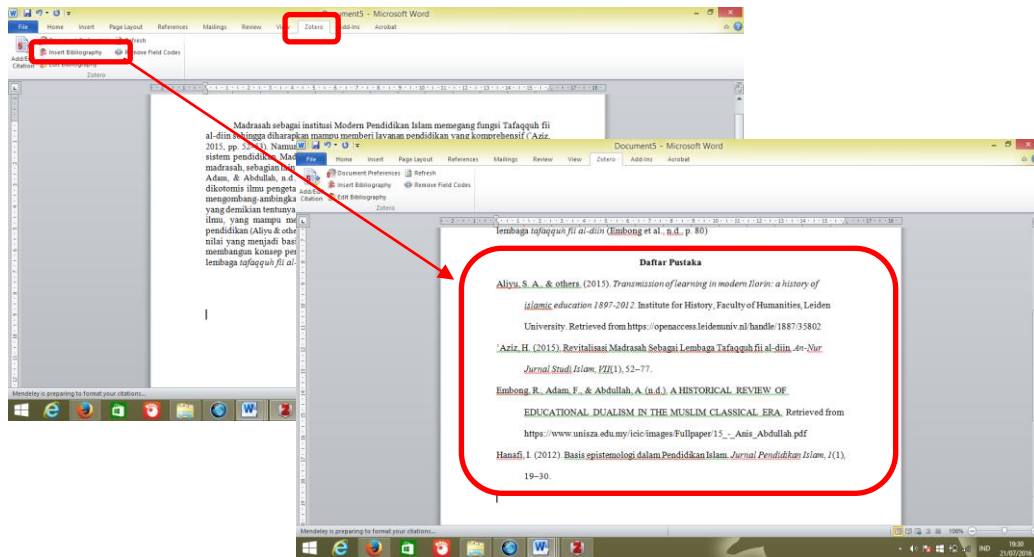 Document5 - Microsoft Word
File Home Insert Page Layout References Mailings Review View Zotero Add-Ins Acrobat
Refresh
Insert Bibliography Remove Field Codes
Citation
Zotero
Madrasah sebagai institusi Modern Pendidikan Islam memegang fungsi Tafaqquh fii
al-diin sehingga diharapkan mampu memberi layanan pendidikan yang komprehensif ('Aziz,
2015, pp. 52–63). Namun
sistem pendidikan Mad
madrasah, sebagian lain
Adam, & Abdullah, n.d.
dikotomis ilmu pengeta
mengombang-ambingka
yang demikian tentunya
ilmu, yang mampu me
pendidikan (Aliyu & othe
nilai yang menjadi basi
membangun konsep pen
lembaga tafaqquh fii al-
Mendeley is preparing to format your citations...
Document5 - Microsoft Word
File Home Insert Page Layout References Mailings Review View Zotero Add-Ins Acrobat
Document Preferences Refresh
Insert Bibliography Remove Field Codes
Add/Edit Citation Edit Bibliography
Zotero
lembaga tafaqquh fii al-diin (Embong et al., n.d., p. 80)
Daftar Pustaka
Aliyu, S. A., & others. (2015). Transmission of learning in modern Ilorin: a history of
islamic education 1897-2012. Institute for History, Faculty of Humanities, Leiden
University. Retrieved from https://openaccess.leidenuniv.nl/handle/1887/35802
'Aziz, H. (2015). Revitalisasi Madrasah Sebagai Lembaga Tafaqquh fii al-diin. An-Nur
Jurnal Studi Islam, VII(1), 52–77.
Embong, R., Adam, F., & Abdullah, A. (n.d.). A HISTORICAL REVIEW OF
EDUCATIONAL DUALISM IN THE MUSLIM CLASSICAL ERA. Retrieved from
https://www.unisza.edu.my/icic/images/Fullpaper/15_-_Anis_Abdullah.pdf
Hanafi, I. (2012). Basis epistemologi dalam Pendidikan Islam. Jurnal Pendidikan Islam, 1(1),
19–30.
Mendeley is preparing to format your citations...
100%
IND
19:30
21/07/2016